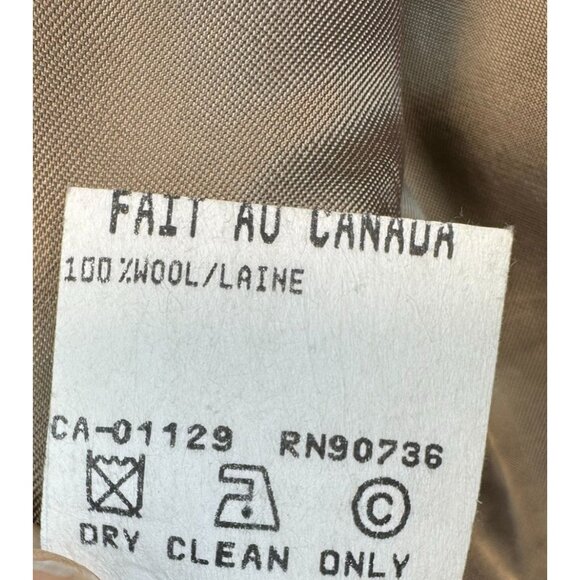 FAIT AU CANADA
100%WOOL/LAINE
CA-01129 RN90736
C
DRY CLEAN ONLY